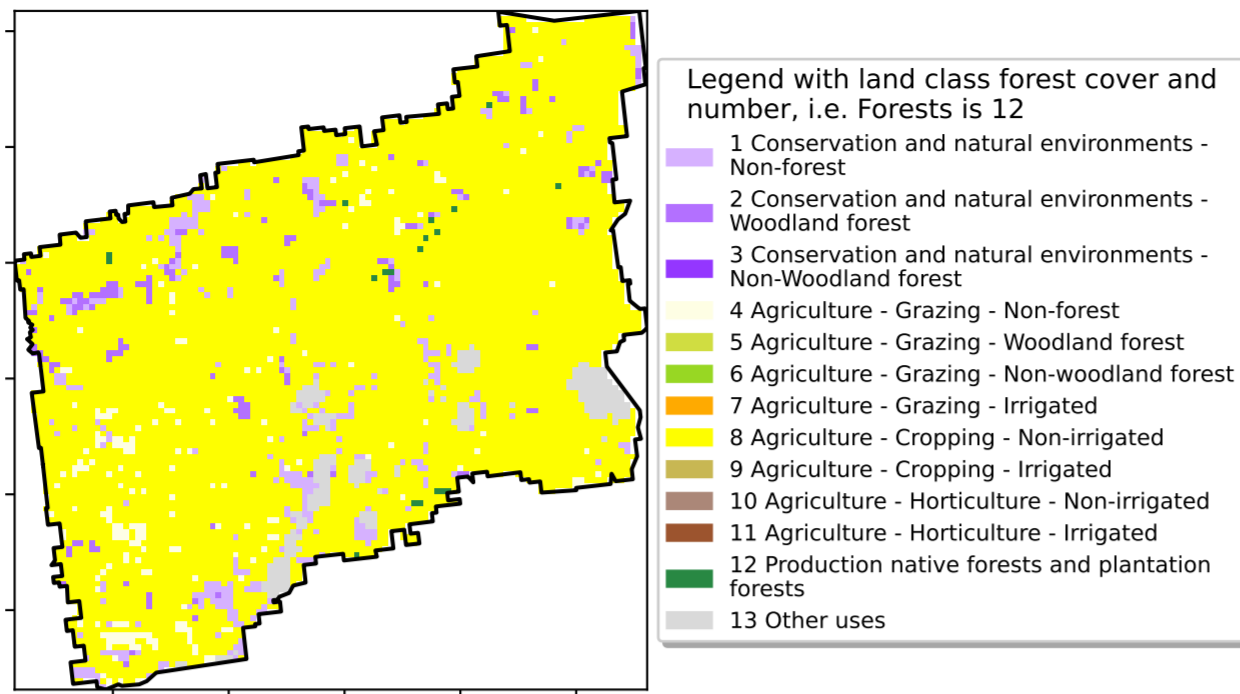 Legend with land class forest cover and
number, i.e. Forests is 12
1 Conservation and natural environments -
Non-forest
2 Conservation and natural environments -
Woodland forest
3 Conservation and natural environments -
Non-Woodland forest
4 Agriculture - Grazing - Non-forest
5 Agriculture - Grazing - Woodland forest
6 Agriculture - Grazing - Non-woodland forest
7 Agriculture - Grazing - Irrigated
8 Agriculture - Cropping - Non-irrigated
9 Agriculture - Cropping - Irrigated
10 Agriculture - Horticulture - Non-irrigated
11 Agriculture - Horticulture - Irrigated
12 Production native forests and plantation
forests
13 Other uses